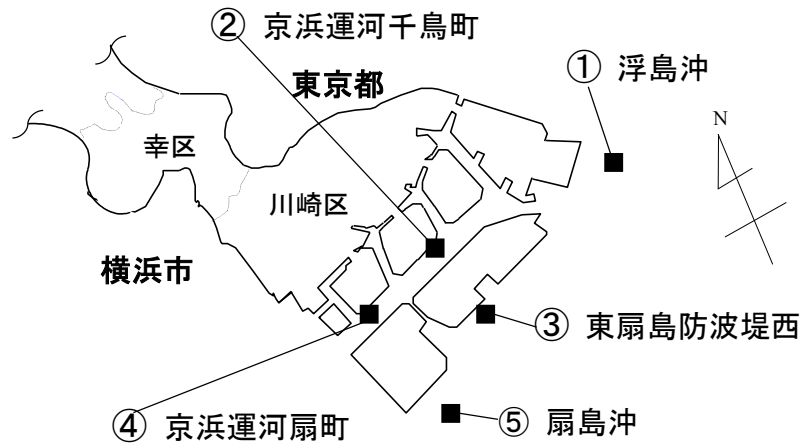 ② 京浜運河千鳥町
① 浮島沖
東京都
N
幸区
川崎区
横浜市
③ 東扇島防波堤西
④ 京浜運河扇町
⑤ 扇島沖